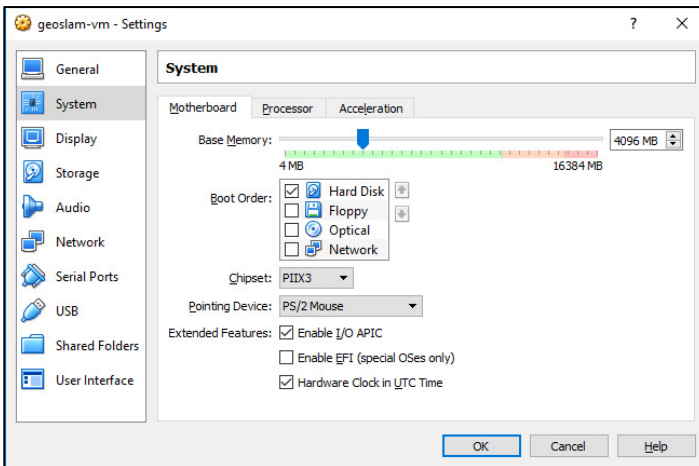 geoslam-vm - Settings
?
General
System
Display
Storage
Audio
Network
Serial Ports
USB
Shared Folders
User Interface
System
Motherboard Processor Acceleration
Base Memory: 4096 MB
4 MB 16384 MB
Boot Order: Hard Disk
Floppy
Optical
Network
Chipset: PIIX3
Pointing Device: PS/2 Mouse
Extended Features: Enable I/O APIC
Enable EFI (special OSes only)
Hardware Clock in UTC Time
OK Cancel Help